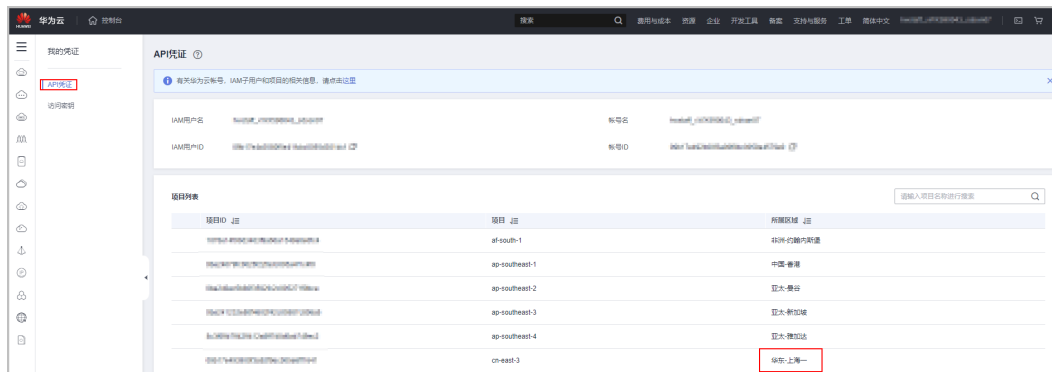 HUAWEI 华为云 控制台 搜索 费用与成本 资源 企业 开发工具 备案 支持与服务 工单 简体中文
我的凭证
API凭证
访问密钥
API凭证
有关华为云帐号、IAM子用户和项目的相关信息，请点击这里
IAM用户名 帐号名
IAM用户ID 帐号ID
项目列表 请输入项目名称进行搜索
项目ID 项目 所属区域
af-south-1 非洲-约翰内斯堡
ap-southeast-1 中国-香港
ap-southeast-2 亚太-曼谷
ap-southeast-3 亚太-新加坡
ap-southeast-4 亚太-雅加达
cn-east-3 华东-上海一